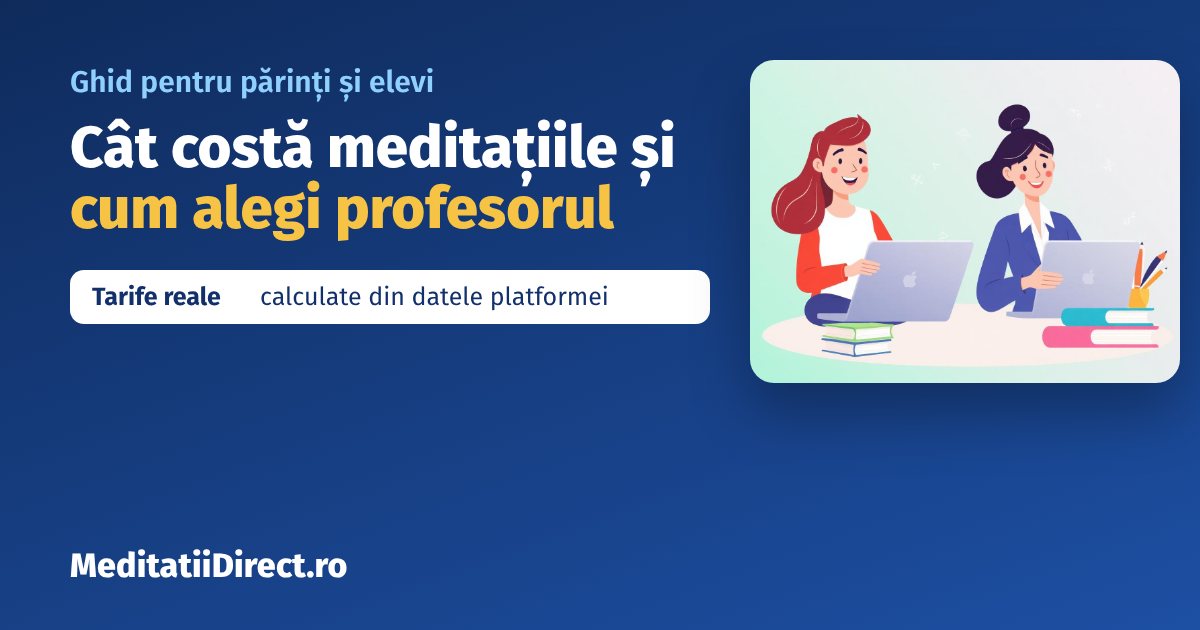 Ghid pentru părinți și elevi
Cât costă meditațiile și
cum alegi profesorul
Tarife reale calculate din datele platformei
MeditatiiDirect.ro